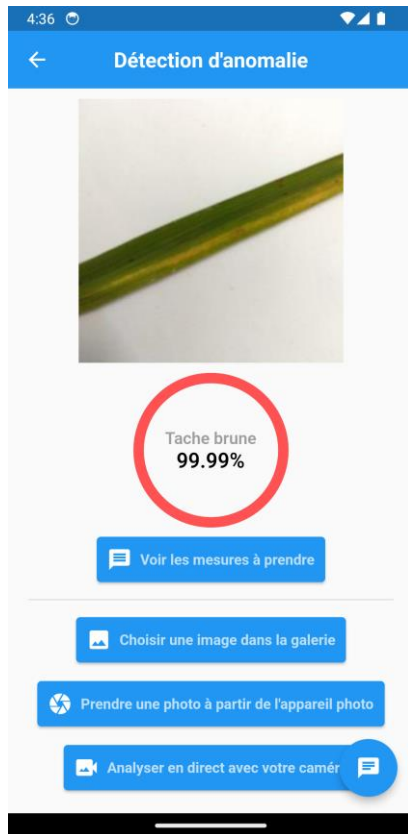 4:36
Détection d'anomalie
Tache brune
99.99%
Voir les mesures à prendre
Choisir une image dans la galerie
Prendre une photo à partir de l'appareil photo
Analyser en direct avec votre camér